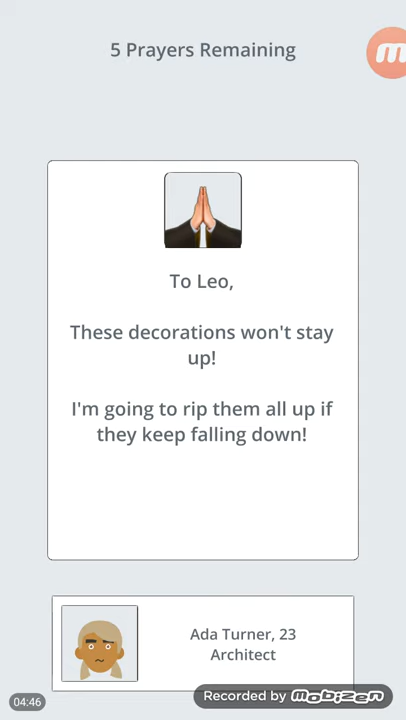 5 Prayers Remaining
To Leo,
These decorations won't stay
up!
I'm going to rip them all up if
they keep falling down!
Ada Turner, 23
Architect
04:46
Recorded by mobizen